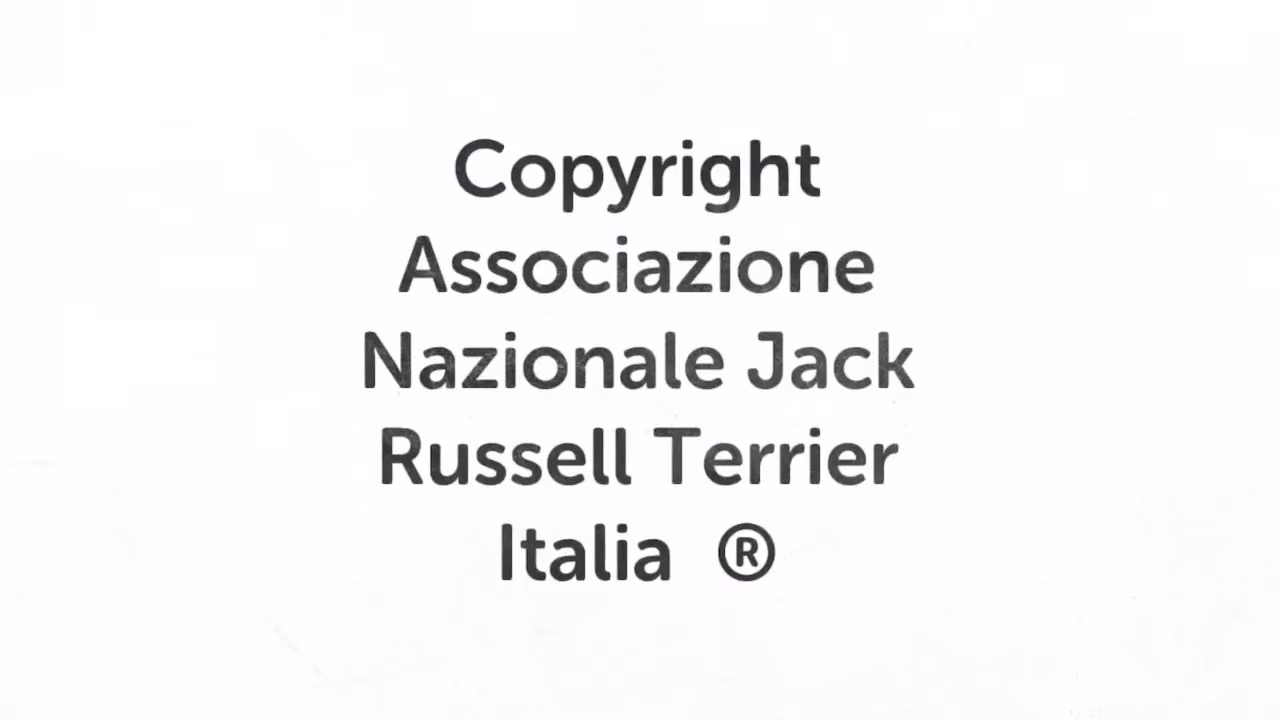 Copyright
Associazione
Nazionale Jack
Russell Terrier
Italia ®